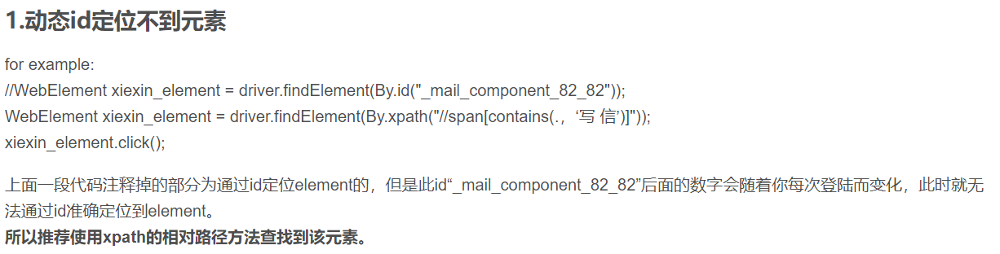 1.动态id定位不到元素
for example:
//WebElement xiexin_element = driver.findElement(By.id("_mail_component_82_82"));
WebElement xiexin_element = driver.findElement(By.xpath("//span[contains(.，‘写 信’)]"));
xiexin_element.click();
上面一段代码注释掉的部分为通过id定位element的，但是此id“_mail_component_82_82”后面的数字会随着你每次登陆而变化，此时就无
法通过id准确定位到element。
所以推荐使用xpath的相对路径方法查找到该元素。